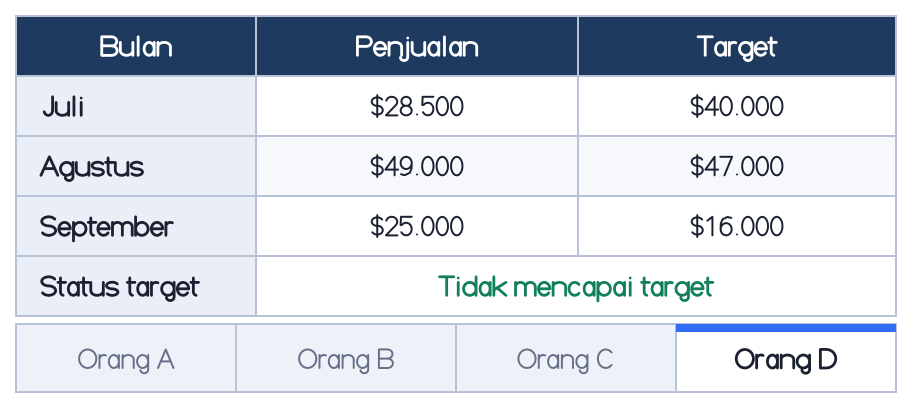 Bulan Penjualan Target
Juli $28.500 $40.000
Agustus $49.000 $47.000
September $25.000 $16.000
Status target Tidak mencapai target
Orang A Orang B Orang C Orang D